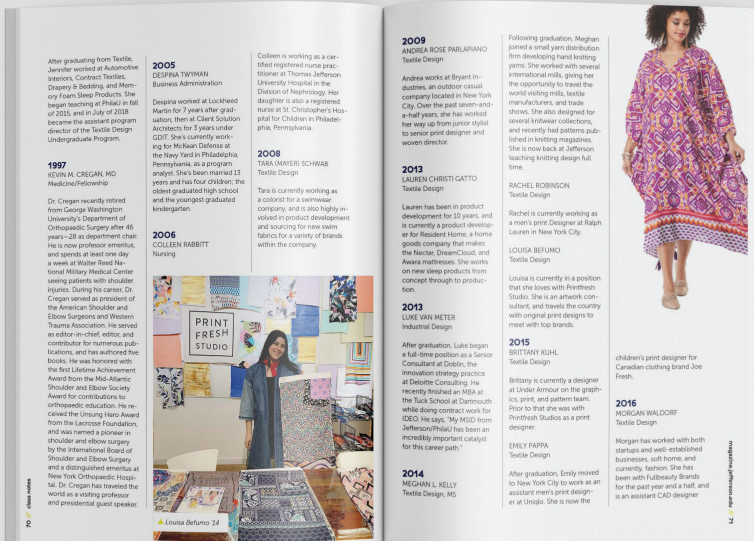 After graduating from Textile,
Jennifer worked at Automotive
Interiors, Contract Textiles,
Drapery & Bedding, and Mem-
ory Foam Sleep Products. She
began teaching at PhilaU in fall
of 2015, and in July of 2018
became the assistant program
director of the Textile Design
Undergraduate Program.
1997
KEVIN M. CREGAN, MD
Medicine/Fellowship
Dr. Cregan recently retired
from George Washington
University's Department of
Orthopaedic Surgery after 46
years—28 as department chair.
He is now professor emeritus,
and spends at least one day
a week at Walter Reed Na-
tional Military Medical Center
seeing patients with shoulder
injuries. During his career, Dr.
Cregan served as president of
the American Shoulder and
Elbow Surgeons and Western
Trauma Association. He served
as editor-in-chief, editor, and
contributor for numerous pub-
lications, and has authored five
books. He was honored with
the first Lifetime Achievement
Award from the Mid-Atlantic
Shoulder and Elbow Society
Award for contributions to
orthopaedic education. He re-
ceived the Unsung Hero Award
from the Lacrosse Foundation,
and was named a pioneer in
shoulder and elbow surgery
by the International Board of
Shoulder and Elbow Surgery
and a distinguished emeritus at
New York Orthopaedic Hospi-
tal. Dr. Cregan has traveled the
world as a visiting professor
and presidential guest speaker.
2005
DESPINA TWYMAN
Business Administration
Despina worked at Lockheed
Martin for 7 years after grad-
uation, then at Client Solution
Architects for 3 years under
GDIT. She's currently work-
ing for McKean Defense at
the Navy Yard in Philadelphia,
Pennsylvania, as a program
analyst. She's been married 13
years and has four children; the
oldest graduated high school
and the youngest graduated
kindergarten.
2006
COLLEEN RABBITT
Nursing
Colleen is working as a cer-
tified registered nurse prac-
titioner at Thomas Jefferson
University Hospital in the
Division of Nephrology. Her
daughter is also a registered
nurse at St. Christopher's Hos-
pital for Children in Philadel-
phia, Pennsylvania.
2008
TARA (MAYER) SCHWAB
Textile Design
Tara is currently working as
a colorist for a swimwear
company, and is also highly in-
volved in product development
and sourcing for new swim
fabrics for a variety of brands
within the company.
PRINT
FRESH
STUDIO
Louisa Befumo '14
70 // class notes
2009
ANDREA ROSE PARLAPIANO
Textile Design
Andrea works at Bryant In-
dustries, an outdoor casual
company located in New York
City. Over the past seven-and-
a-half years, she has worked
her way up from junior stylist
to senior print designer and
woven director.
2013
LAUREN CHRISTI GATTO
Textile Design
Lauren has been in product
development for 10 years, and
is currently a product develop-
er for Resident Home, a home
goods company that makes
the Nectar, DreamCloud, and
Awara mattresses. She works
on new sleep products from
concept through to produc-
tion.
2013
LUKE VAN METER
Industrial Design
After graduation, Luke began
a full-time position as a Senior
Consultant at Doblin, the
innovation strategy practice
at Deloitte Consulting. He
recently finished an MBA at
the Tuck School at Dartmouth
while doing contract work for
IDEO. He says, "My MSID from
Jefferson/PhilaU has been an
incredibly important catalyst
for this career path."
2014
MEGHAN L. KELLY
Textile Design, MS
Following graduation, Meghan
joined a small yarn distribution
firm developing hand knitting
yarns. She worked with several
international mills, giving her
the opportunity to travel the
world visiting mills, textile
manufacturers, and trade
shows. She also designed for
several knitwear collections,
and recently had patterns pub-
lished in knitting magazines.
She is now back at Jefferson
teaching knitting design full
time.
RACHEL ROBINSON
Textile Design
Rachel is currently working as
a men's print Designer at Ralph
Lauren in New York City.
LOUISA BEFUMO
Textile Design
Louisa is currently in a position
that she loves with Printfresh
Studio. She is an artwork con-
sultant, and travels the country
with original print designs to
meet with top brands.
2015
BRITTANY KUHL
Textile Design
Brittany is currently a designer
at Under Armour on the graph-
ics, print, and pattern team.
Prior to that she was with
Printfresh Studios as a print
designer.
EMILY PAPPA
Textile Design
After graduation, Emily moved
to New York City to work as an
assistant men's print design-
er at Uniqlo. She is now the
children's print designer for
Canadian clothing brand Joe
Fresh.
2016
MORGAN WALDORF
Textile Design
Morgan has worked with both
startups and well-established
businesses, soft home, and
currently, fashion. She has
been with Fullbeauty Brands
for the past year and a half, and
is an assistant CAD designer
magazine.jefferson.edu // 71